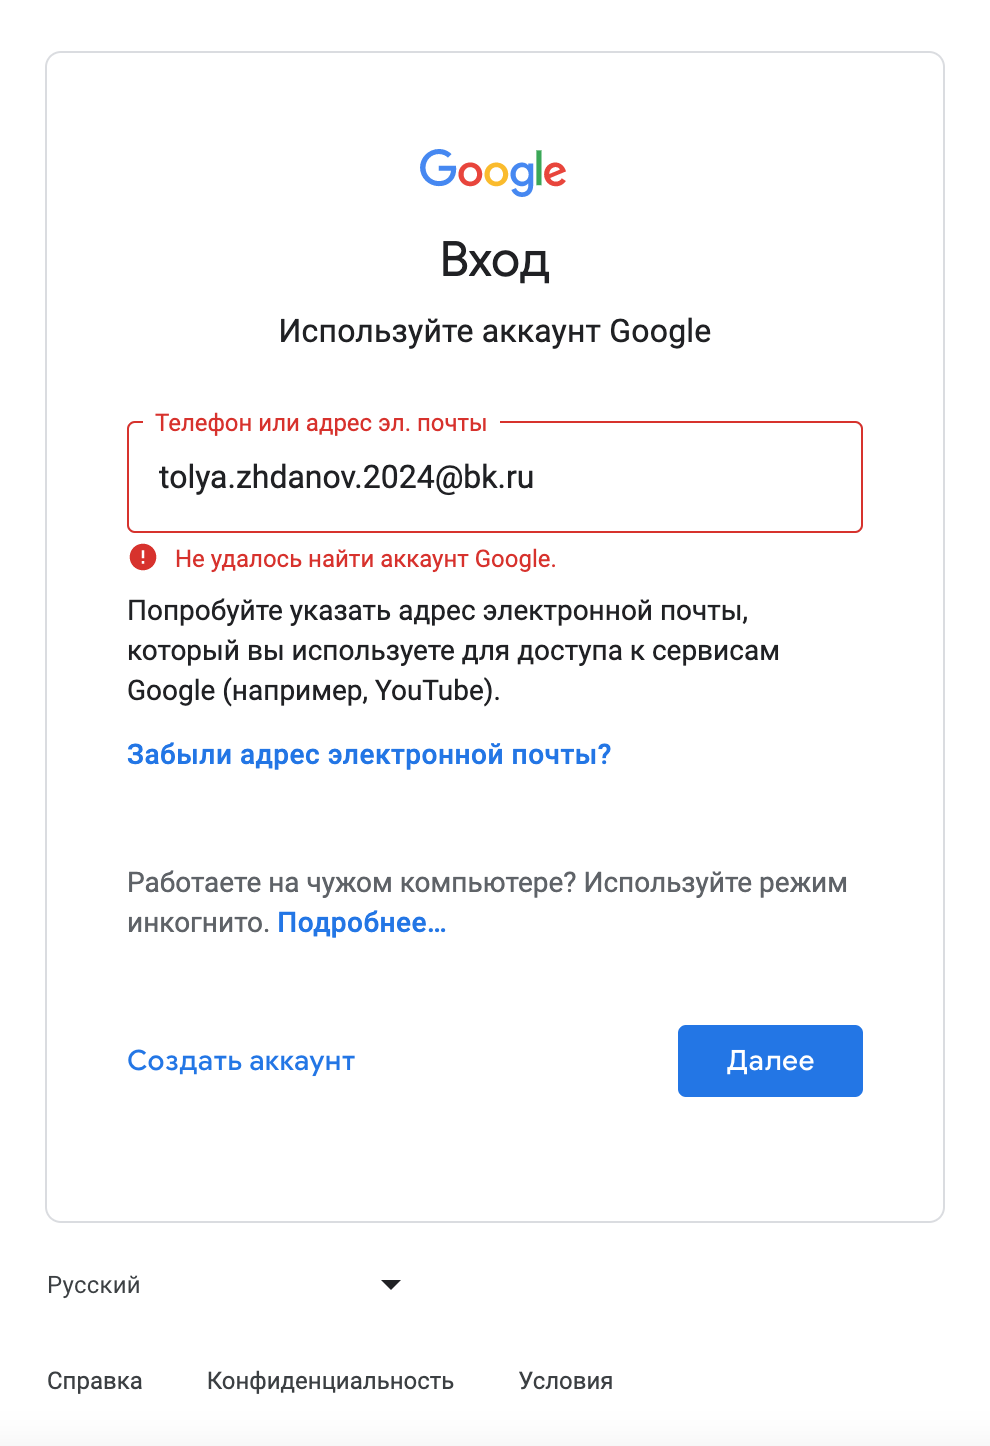 Google
Вход
Используйте аккаунт Google
Телефон или адрес эл. почты
tolya.zhdanov.2024@bk.ru
Не удалось найти аккаунт Google.
Попробуйте указать адрес электронной почты,
который вы используете для доступа к сервисам
Google (например, YouTube).
Забыли адрес электронной почты?
Работаете на чужом компьютере? Используйте режим
инкогнито. Подробнее…
Создать аккаунт Далее
Русский
Справка Конфиденциальность Условия